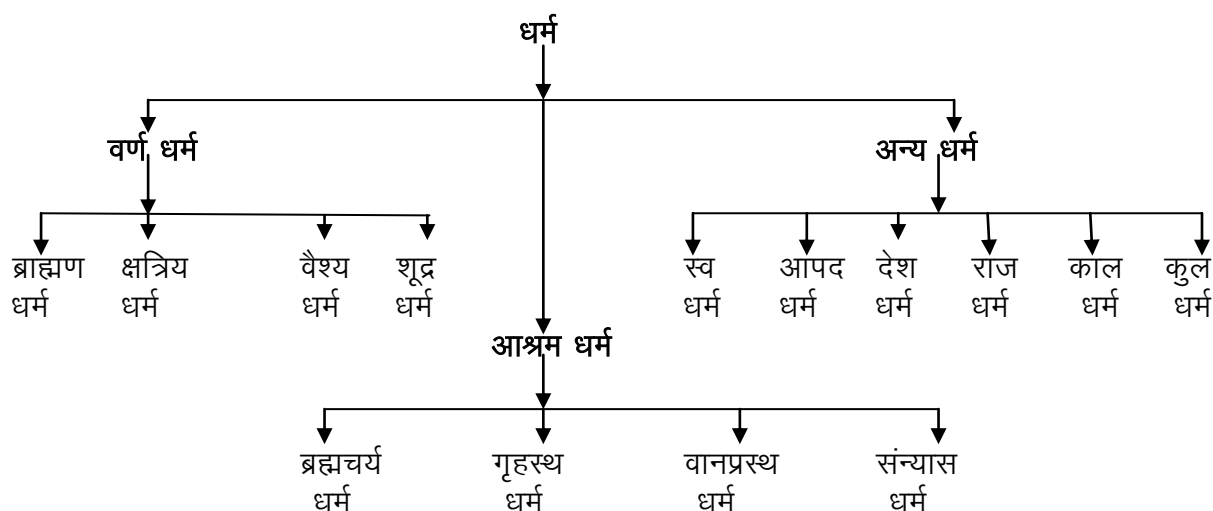 धर्म
वर्ण धर्म
अन्य धर्म
ब्राह्मण धर्म
क्षत्रिय धर्म
वैश्य धर्म
शूद्र धर्म
स्व धर्म
आपद धर्म
देश धर्म
राज धर्म
काल धर्म
कुल धर्म
आश्रम धर्म
ब्रह्मचर्य धर्म
गृहस्थ धर्म
वानप्रस्थ धर्म
संन्यास धर्म